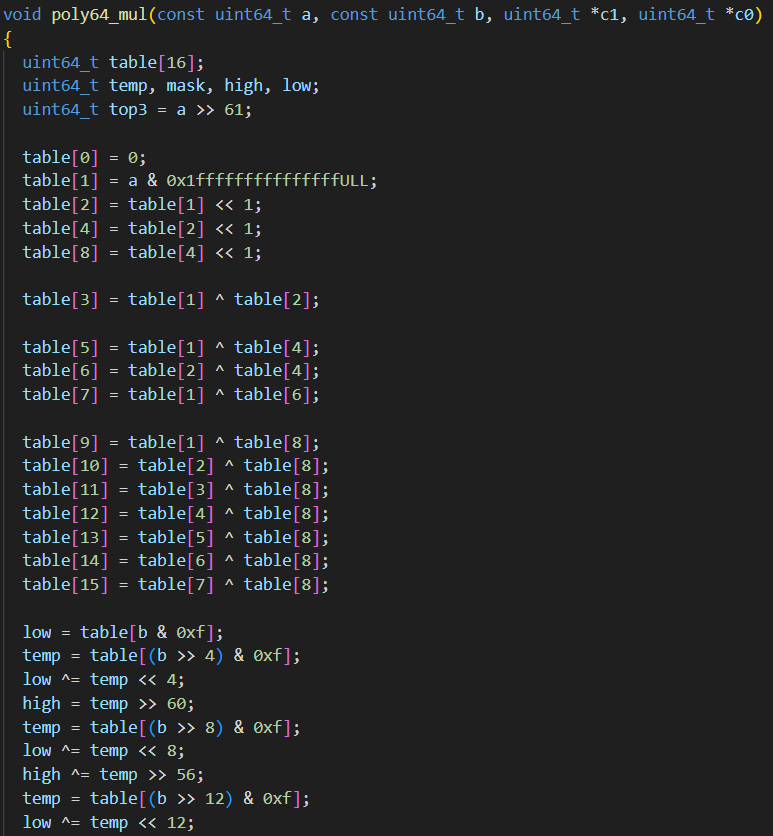 void poly64_mul(const uint64_t a, const uint64_t b, uint64_t *c1, uint64_t *c0)
{
  uint64_t table[16];
  uint64_t temp, mask, high, low;
  uint64_t top3 = a >> 61;

  table[0] = 0;
  table[1] = a & 0x1fffffffffffffffULL;
  table[2] = table[1] << 1;
  table[4] = table[2] << 1;
  table[8] = table[4] << 1;

  table[3] = table[1] ^ table[2];

  table[5] = table[1] ^ table[4];
  table[6] = table[2] ^ table[4];
  table[7] = table[1] ^ table[6];

  table[9] = table[1] ^ table[8];
  table[10] = table[2] ^ table[8];
  table[11] = table[3] ^ table[8];
  table[12] = table[4] ^ table[8];
  table[13] = table[5] ^ table[8];
  table[14] = table[6] ^ table[8];
  table[15] = table[7] ^ table[8];

  low = table[b & 0xf];
  temp = table[(b >> 4) & 0xf];
  low ^= temp << 4;
  high = temp >> 60;
  temp = table[(b >> 8) & 0xf];
  low ^= temp << 8;
  high ^= temp >> 56;
  temp = table[(b >> 12) & 0xf];
  low ^= temp << 12;